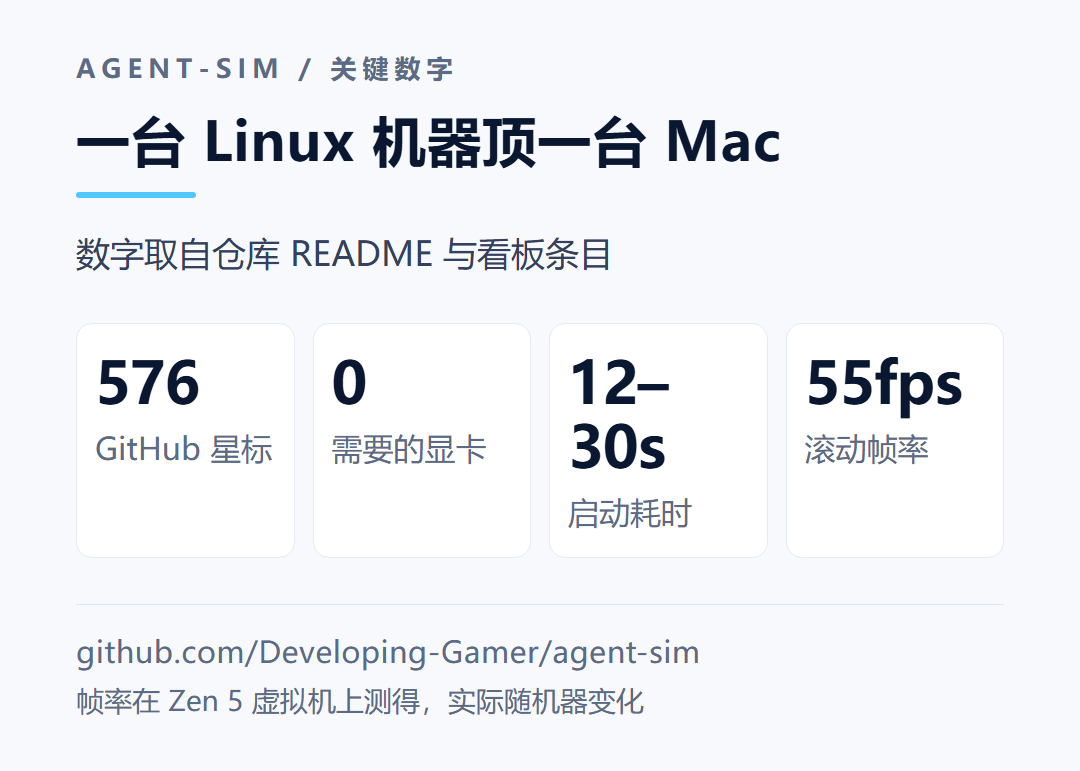 AGENT-SIM / 关键数字
一台 Linux 机器顶一台 Mac
数字取自仓库 README 与看板条目
576
GitHub 星标
0
需要的显卡
12–
30s
启动耗时
55fps
滚动帧率
github.com/Developing-Gamer/agent-sim
帧率在 Zen 5 虚拟机上测得，实际随机器变化